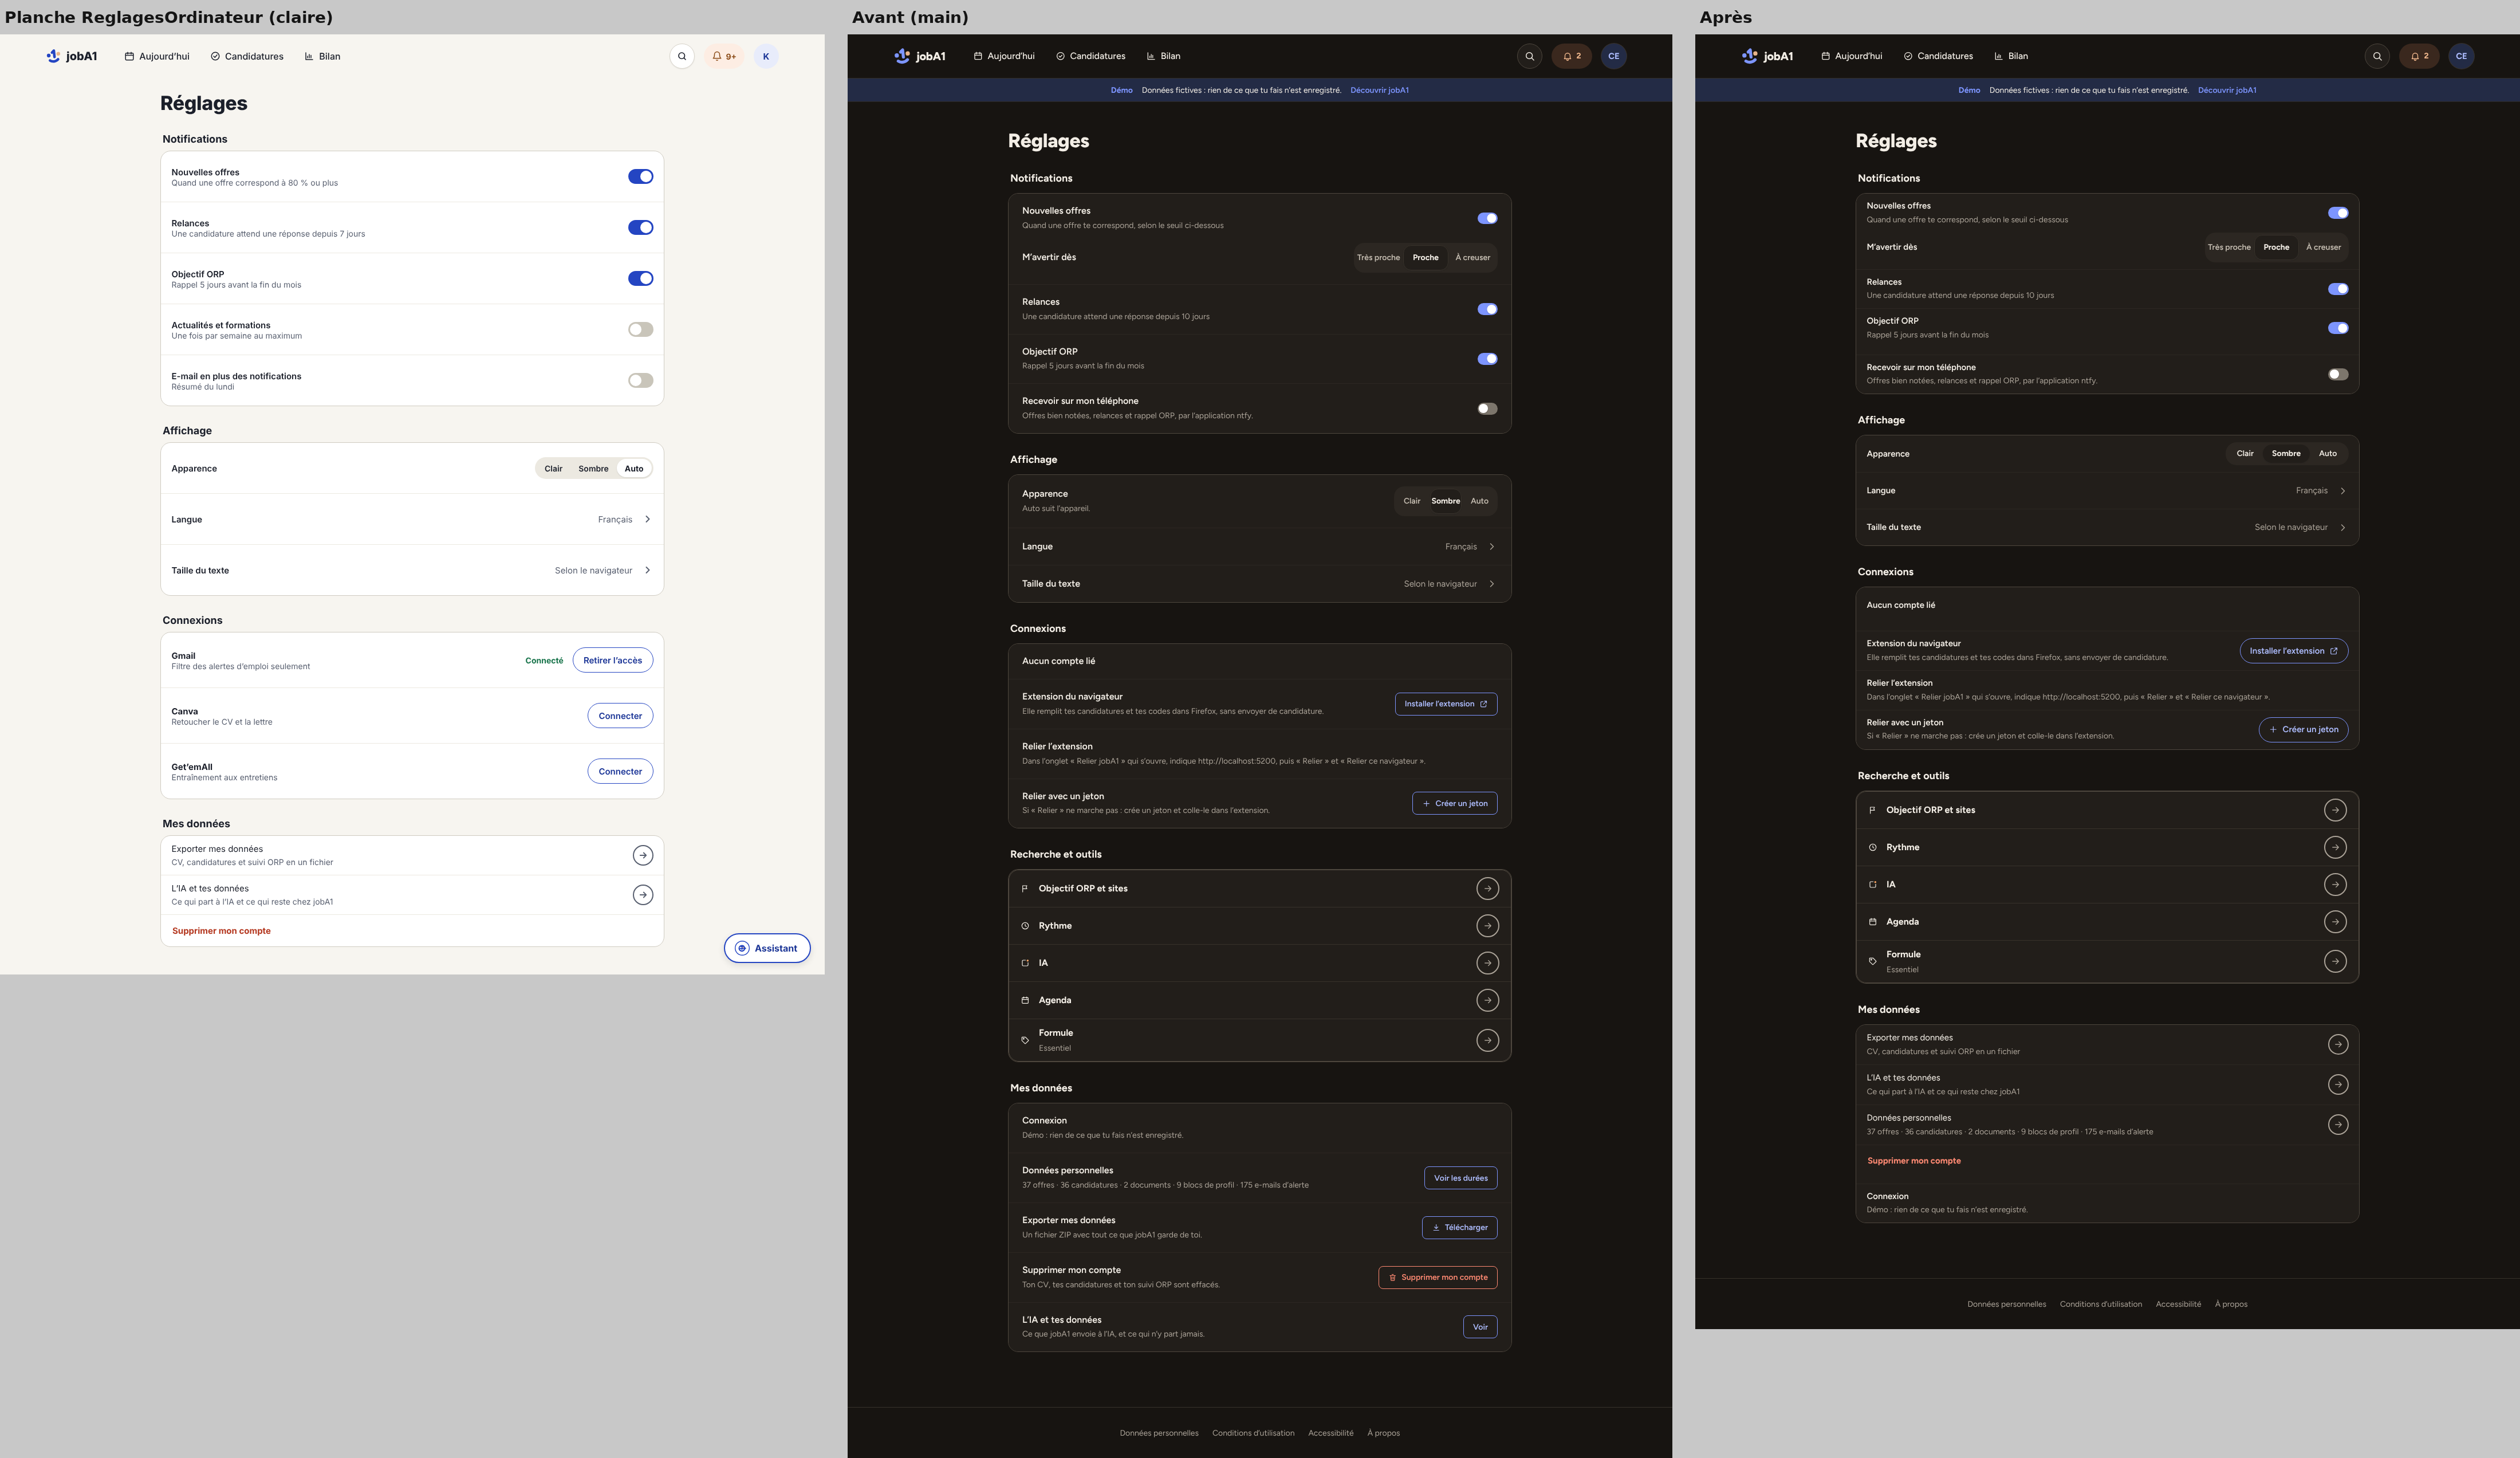 Planche ReglagesOrdinateur (claire)
jobA1 Aujourd'hui Candidatures Bilan 9+ K
Réglages
Notifications
Nouvelles offres
Quand une offre correspond à 80 % ou plus
Relances
Une candidature attend une réponse depuis 7 jours
Objectif ORP
Rappel 5 jours avant la fin du mois
Actualités et formations
Une fois par semaine au maximum
E-mail en plus des notifications
Résumé du lundi
Affichage
Apparence Clair Sombre Auto
Langue Français
Taille du texte Selon le navigateur
Connexions
Gmail
Filtre des alertes d'emploi seulement
Connecté Retirer l'accès
Canva
Retoucher le CV et la lettre
Connecter
Get'emAll
Entraînement aux entretiens
Connecter
Mes données
Exporter mes données
CV, candidatures et suivi ORP en un fichier
L'IA et tes données
Ce qui part à l'IA et ce qui reste chez jobA1
Supprimer mon compte
Assistant
Avant (main)
jobA1 Aujourd'hui Candidatures Bilan 2 CE
Démo Données fictives : rien de ce que tu fais n'est enregistré. Découvrir jobA1
Réglages
Notifications
Nouvelles offres
Quand une offre te correspond, selon le seuil ci-dessous
M'avertir dès Très proche Proche À creuser
Relances
Une candidature attend une réponse depuis 10 jours
Objectif ORP
Rappel 5 jours avant la fin du mois
Recevoir sur mon téléphone
Offres bien notées, relances et rappel ORP, par l'application ntfy.
Affichage
Apparence
Auto suit l'appareil.
Clair Sombre Auto
Langue Français
Taille du texte Selon le navigateur
Connexions
Aucun compte lié
Extension du navigateur
Elle remplit tes candidatures et tes codes dans Firefox, sans envoyer de candidature.
Installer l'extension
Relier l'extension
Dans l'onglet « Relier jobA1 » qui s'ouvre, indique http://localhost:5200, puis « Relier » et « Relier ce navigateur ».
Relier avec un jeton
Si « Relier » ne marche pas : crée un jeton et colle-le dans l'extension.
Créer un jeton
Recherche et outils
Objectif ORP et sites
Rythme
IA
Agenda
Formule
Essentiel
Mes données
Connexion
Démo : rien de ce que tu fais n'est enregistré.
Données personnelles
37 offres · 36 candidatures · 2 documents · 9 blocs de profil · 175 e-mails d'alerte
Voir les durées
Exporter mes données
Un fichier ZIP avec tout ce que jobA1 garde de toi.
Télécharger
Supprimer mon compte
Ton CV, tes candidatures et ton suivi ORP sont effacés.
Supprimer mon compte
L'IA et tes données
Ce que jobA1 envoie à l'IA, et ce qui n'y part jamais.
Voir
Données personnelles Conditions d'utilisation Accessibilité À propos
Après
jobA1 Aujourd'hui Candidatures Bilan 2 CE
Démo Données fictives : rien de ce que tu fais n'est enregistré. Découvrir jobA1
Réglages
Notifications
Nouvelles offres
Quand une offre te correspond, selon le seuil ci-dessous
M'avertir dès Très proche Proche À creuser
Relances
Une candidature attend une réponse depuis 10 jours
Objectif ORP
Rappel 5 jours avant la fin du mois
Recevoir sur mon téléphone
Offres bien notées, relances et rappel ORP, par l'application ntfy.
Affichage
Apparence Clair Sombre Auto
Langue Français
Taille du texte Selon le navigateur
Connexions
Aucun compte lié
Extension du navigateur
Elle remplit tes candidatures et tes codes dans Firefox, sans envoyer de candidature.
Installer l'extension
Relier l'extension
Dans l'onglet « Relier jobA1 » qui s'ouvre, indique http://localhost:5200, puis « Relier » et « Relier ce navigateur ».
Relier avec un jeton
Si « Relier » ne marche pas : crée un jeton et colle-le dans l'extension.
Créer un jeton
Recherche et outils
Objectif ORP et sites
Rythme
IA
Agenda
Formule
Essentiel
Mes données
Exporter mes données
CV, candidatures et suivi ORP en un fichier
L'IA et tes données
Ce qui part à l'IA et ce qui reste chez jobA1
Données personnelles
37 offres · 36 candidatures · 2 documents · 9 blocs de profil · 175 e-mails d'alerte
Supprimer mon compte
Connexion
Démo : rien de ce que tu fais n'est enregistré.
Données personnelles Conditions d'utilisation Accessibilité À propos